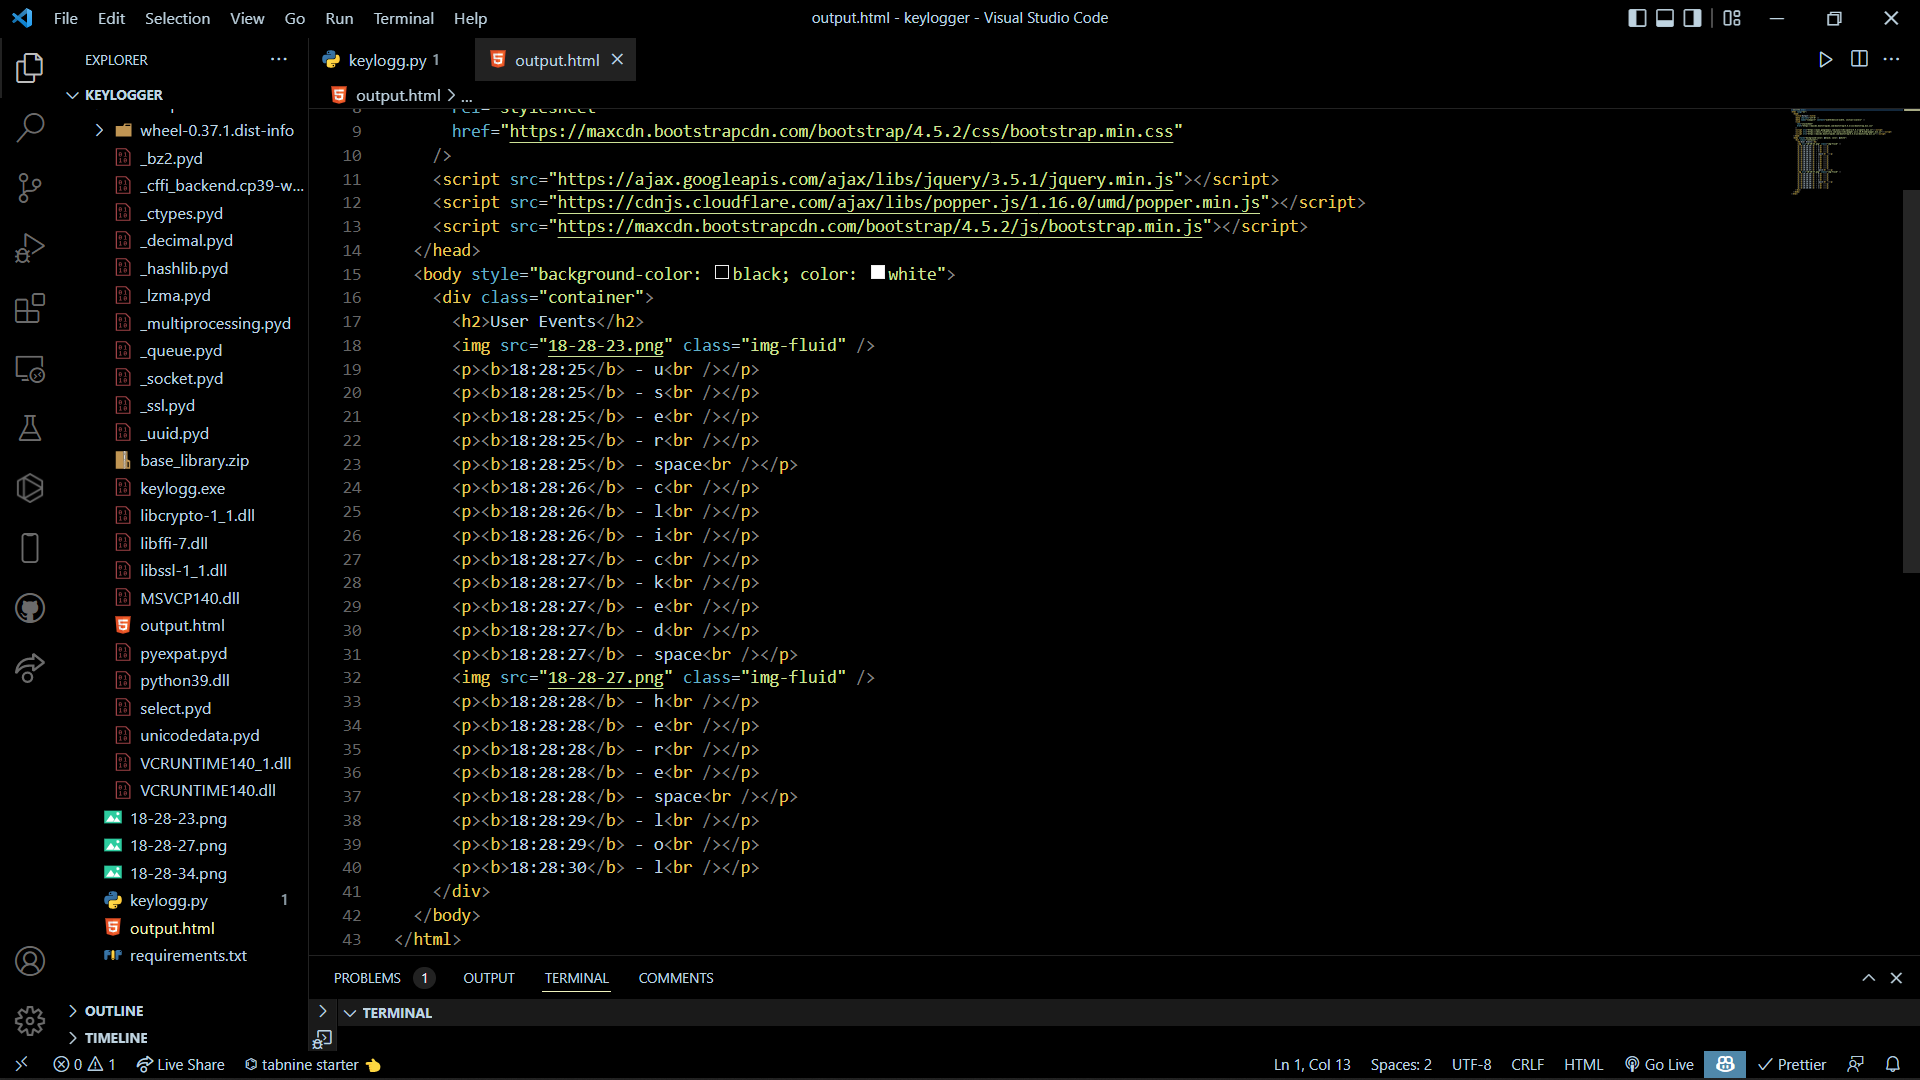 File Edit Selection View Go Run Terminal Help
output.html - keylogger - Visual Studio Code
EXPLORER
KEYLOGGER
wheel-0.37.1.dist-info
_bz2.pyd
_cffi_backend.cp39-w...
_ctypes.pyd
_decimal.pyd
_hashlib.pyd
_lzma.pyd
_multiprocessing.pyd
_queue.pyd
_socket.pyd
_ssl.pyd
_uuid.pyd
base_library.zip
keylogg.exe
libcrypto-1_1.dll
libffi-7.dll
libssl-1_1.dll
MSVCP140.dll
output.html
pyexpat.pyd
python39.dll
select.pyd
unicodedata.pyd
VCRUNTIME140_1.dll
VCRUNTIME140.dll
18-28-23.png
18-28-27.png
18-28-34.png
keylogg.py 1
output.html
requirements.txt
OUTLINE
TIMELINE
keylogg.py 1 output.html
output.html > ...
8 rel="stylesheet"
9 href="https://maxcdn.bootstrapcdn.com/bootstrap/4.5.2/css/bootstrap.min.css"
10 />
11 <script src="https://ajax.googleapis.com/ajax/libs/jquery/3.5.1/jquery.min.js"></script>
12 <script src="https://cdnjs.cloudflare.com/ajax/libs/popper.js/1.16.0/umd/popper.min.js"></script>
13 <script src="https://maxcdn.bootstrapcdn.com/bootstrap/4.5.2/js/bootstrap.min.js"></script>
14 </head>
15 <body style="background-color: black; color: white">
16 <div class="container">
17 <h2>User Events</h2>
18 <img src="18-28-23.png" class="img-fluid" />
19 <p><b>18:28:25</b> - u<br /></p>
20 <p><b>18:28:25</b> - s<br /></p>
21 <p><b>18:28:25</b> - e<br /></p>
22 <p><b>18:28:25</b> - r<br /></p>
23 <p><b>18:28:25</b> - space<br /></p>
24 <p><b>18:28:26</b> - c<br /></p>
25 <p><b>18:28:26</b> - l<br /></p>
26 <p><b>18:28:26</b> - i<br /></p>
27 <p><b>18:28:27</b> - c<br /></p>
28 <p><b>18:28:27</b> - k<br /></p>
29 <p><b>18:28:27</b> - e<br /></p>
30 <p><b>18:28:27</b> - d<br /></p>
31 <p><b>18:28:27</b> - space<br /></p>
32 <img src="18-28-27.png" class="img-fluid" />
33 <p><b>18:28:28</b> - h<br /></p>
34 <p><b>18:28:28</b> - e<br /></p>
35 <p><b>18:28:28</b> - r<br /></p>
36 <p><b>18:28:28</b> - e<br /></p>
37 <p><b>18:28:28</b> - space<br /></p>
38 <p><b>18:28:29</b> - l<br /></p>
39 <p><b>18:28:29</b> - o<br /></p>
40 <p><b>18:28:30</b> - l<br /></p>
41 </div>
42 </body>
43 </html>
PROBLEMS 1 OUTPUT TERMINAL COMMENTS
TERMINAL
0 1 Live Share tabnine starter
Ln 1, Col 13 Spaces: 2 UTF-8 CRLF HTML Go Live Prettier